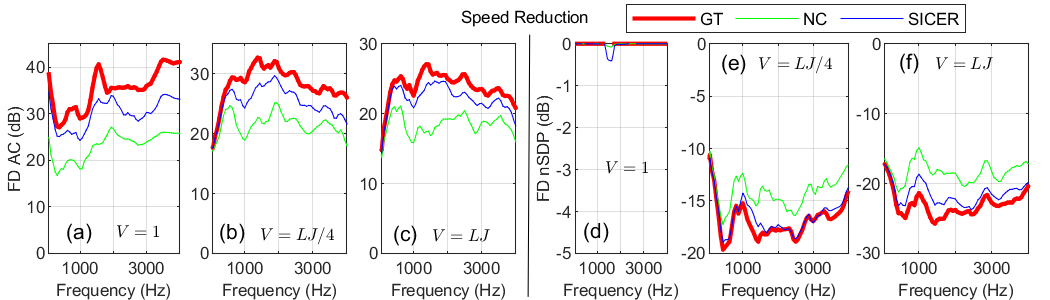 Speed Reduction
GT NC SICER
FD AC (dB)
40
30
20
10
0
(a) V = 1
1000 3000
Frequency (Hz)
30
20
10
0
(b) V = LJ/4
1000 3000
Frequency (Hz)
30
20
10
0
(c) V = LJ
1000 3000
Frequency (Hz)
FD nSDP (dB)
0
-1
-2
-3
-4
-5
V = 1
(d)
1000 3000
Frequency (Hz)
0
-5
-10
-15
-20
(e) V = LJ/4
1000 3000
Frequency (Hz)
0
-10
-20
-30
(f) V = LJ
1000 3000
Frequency (Hz)